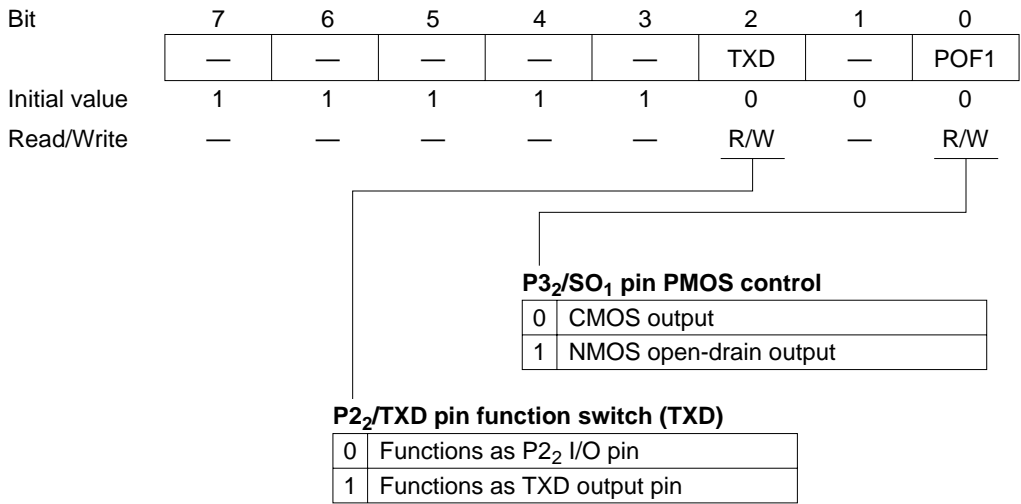 Bit 7 6 5 4 3 2 1 0
— — — — — TXD — POF1
Initial value 1 1 1 1 1 0 0 0
Read/Write — — — — — R/W — R/W
P3₂/SO₁ pin PMOS control
0 CMOS output
1 NMOS open-drain output
P2₂/TXD pin function switch (TXD)
0 Functions as P2₂ I/O pin
1 Functions as TXD output pin